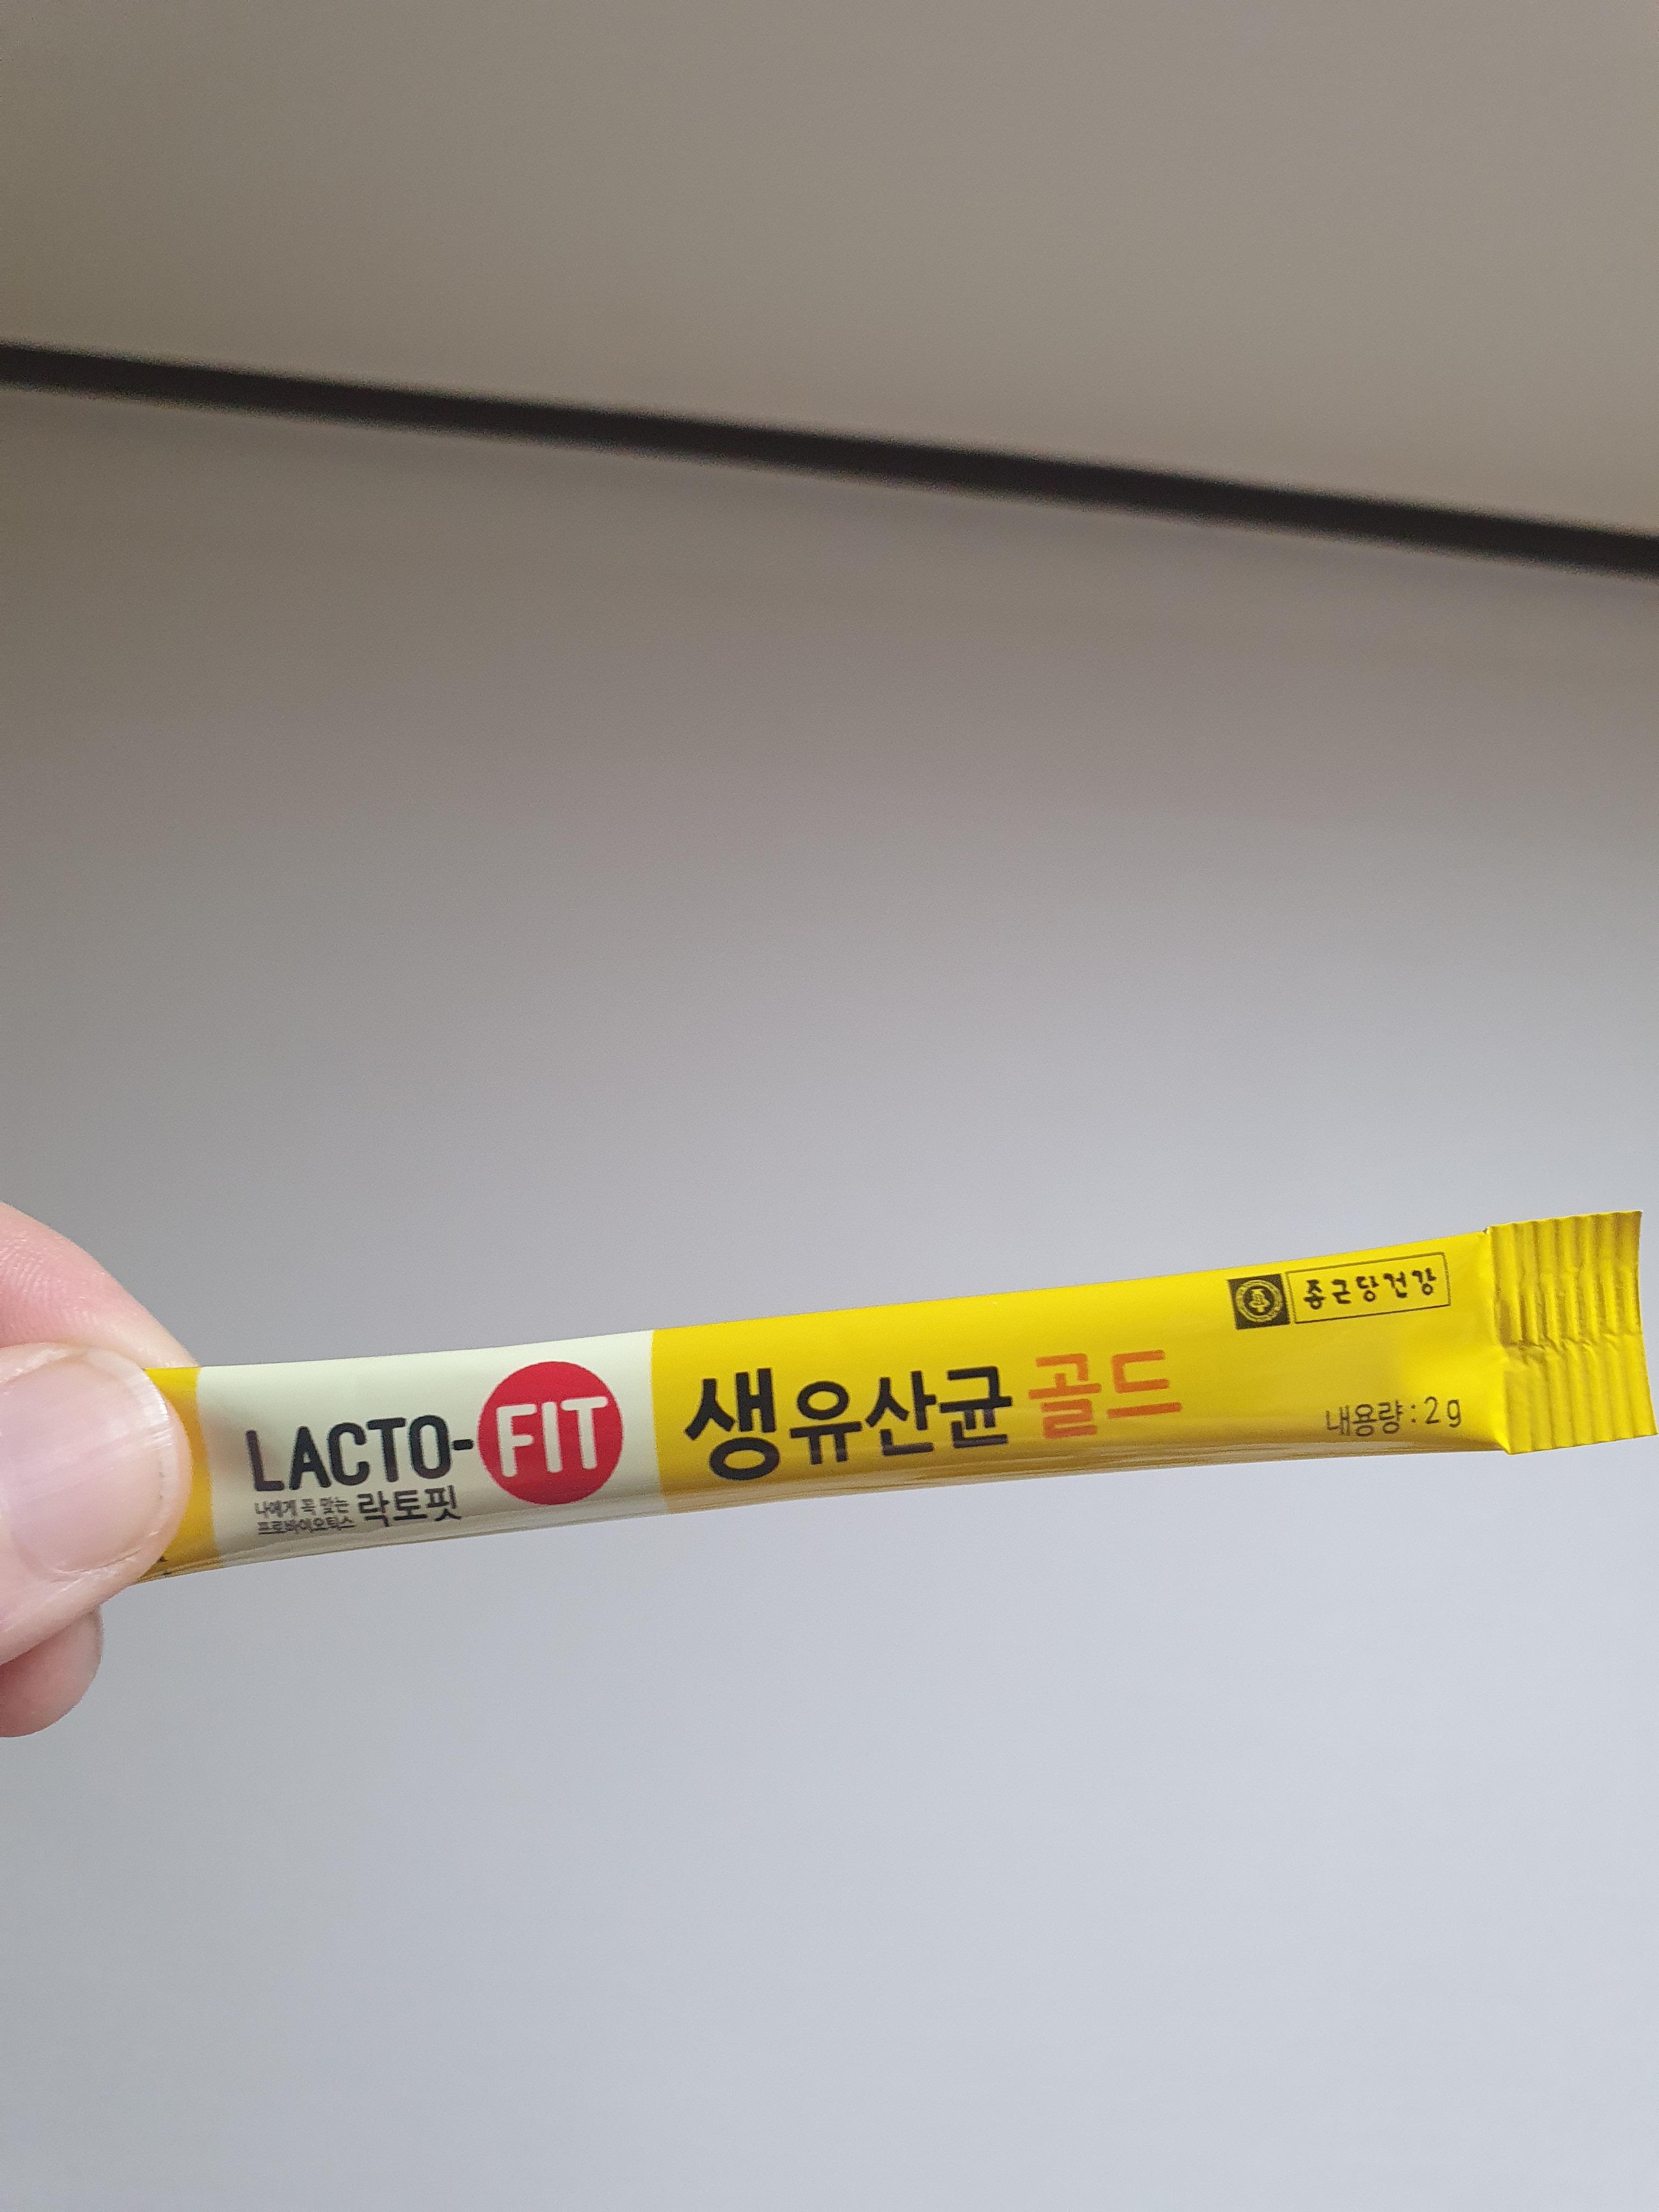 LACTO-FIT
나에게 꼭 맞는
프로바이오틱스
락토핏
생유산균 골드
종근당건강
내용량 : 2 g